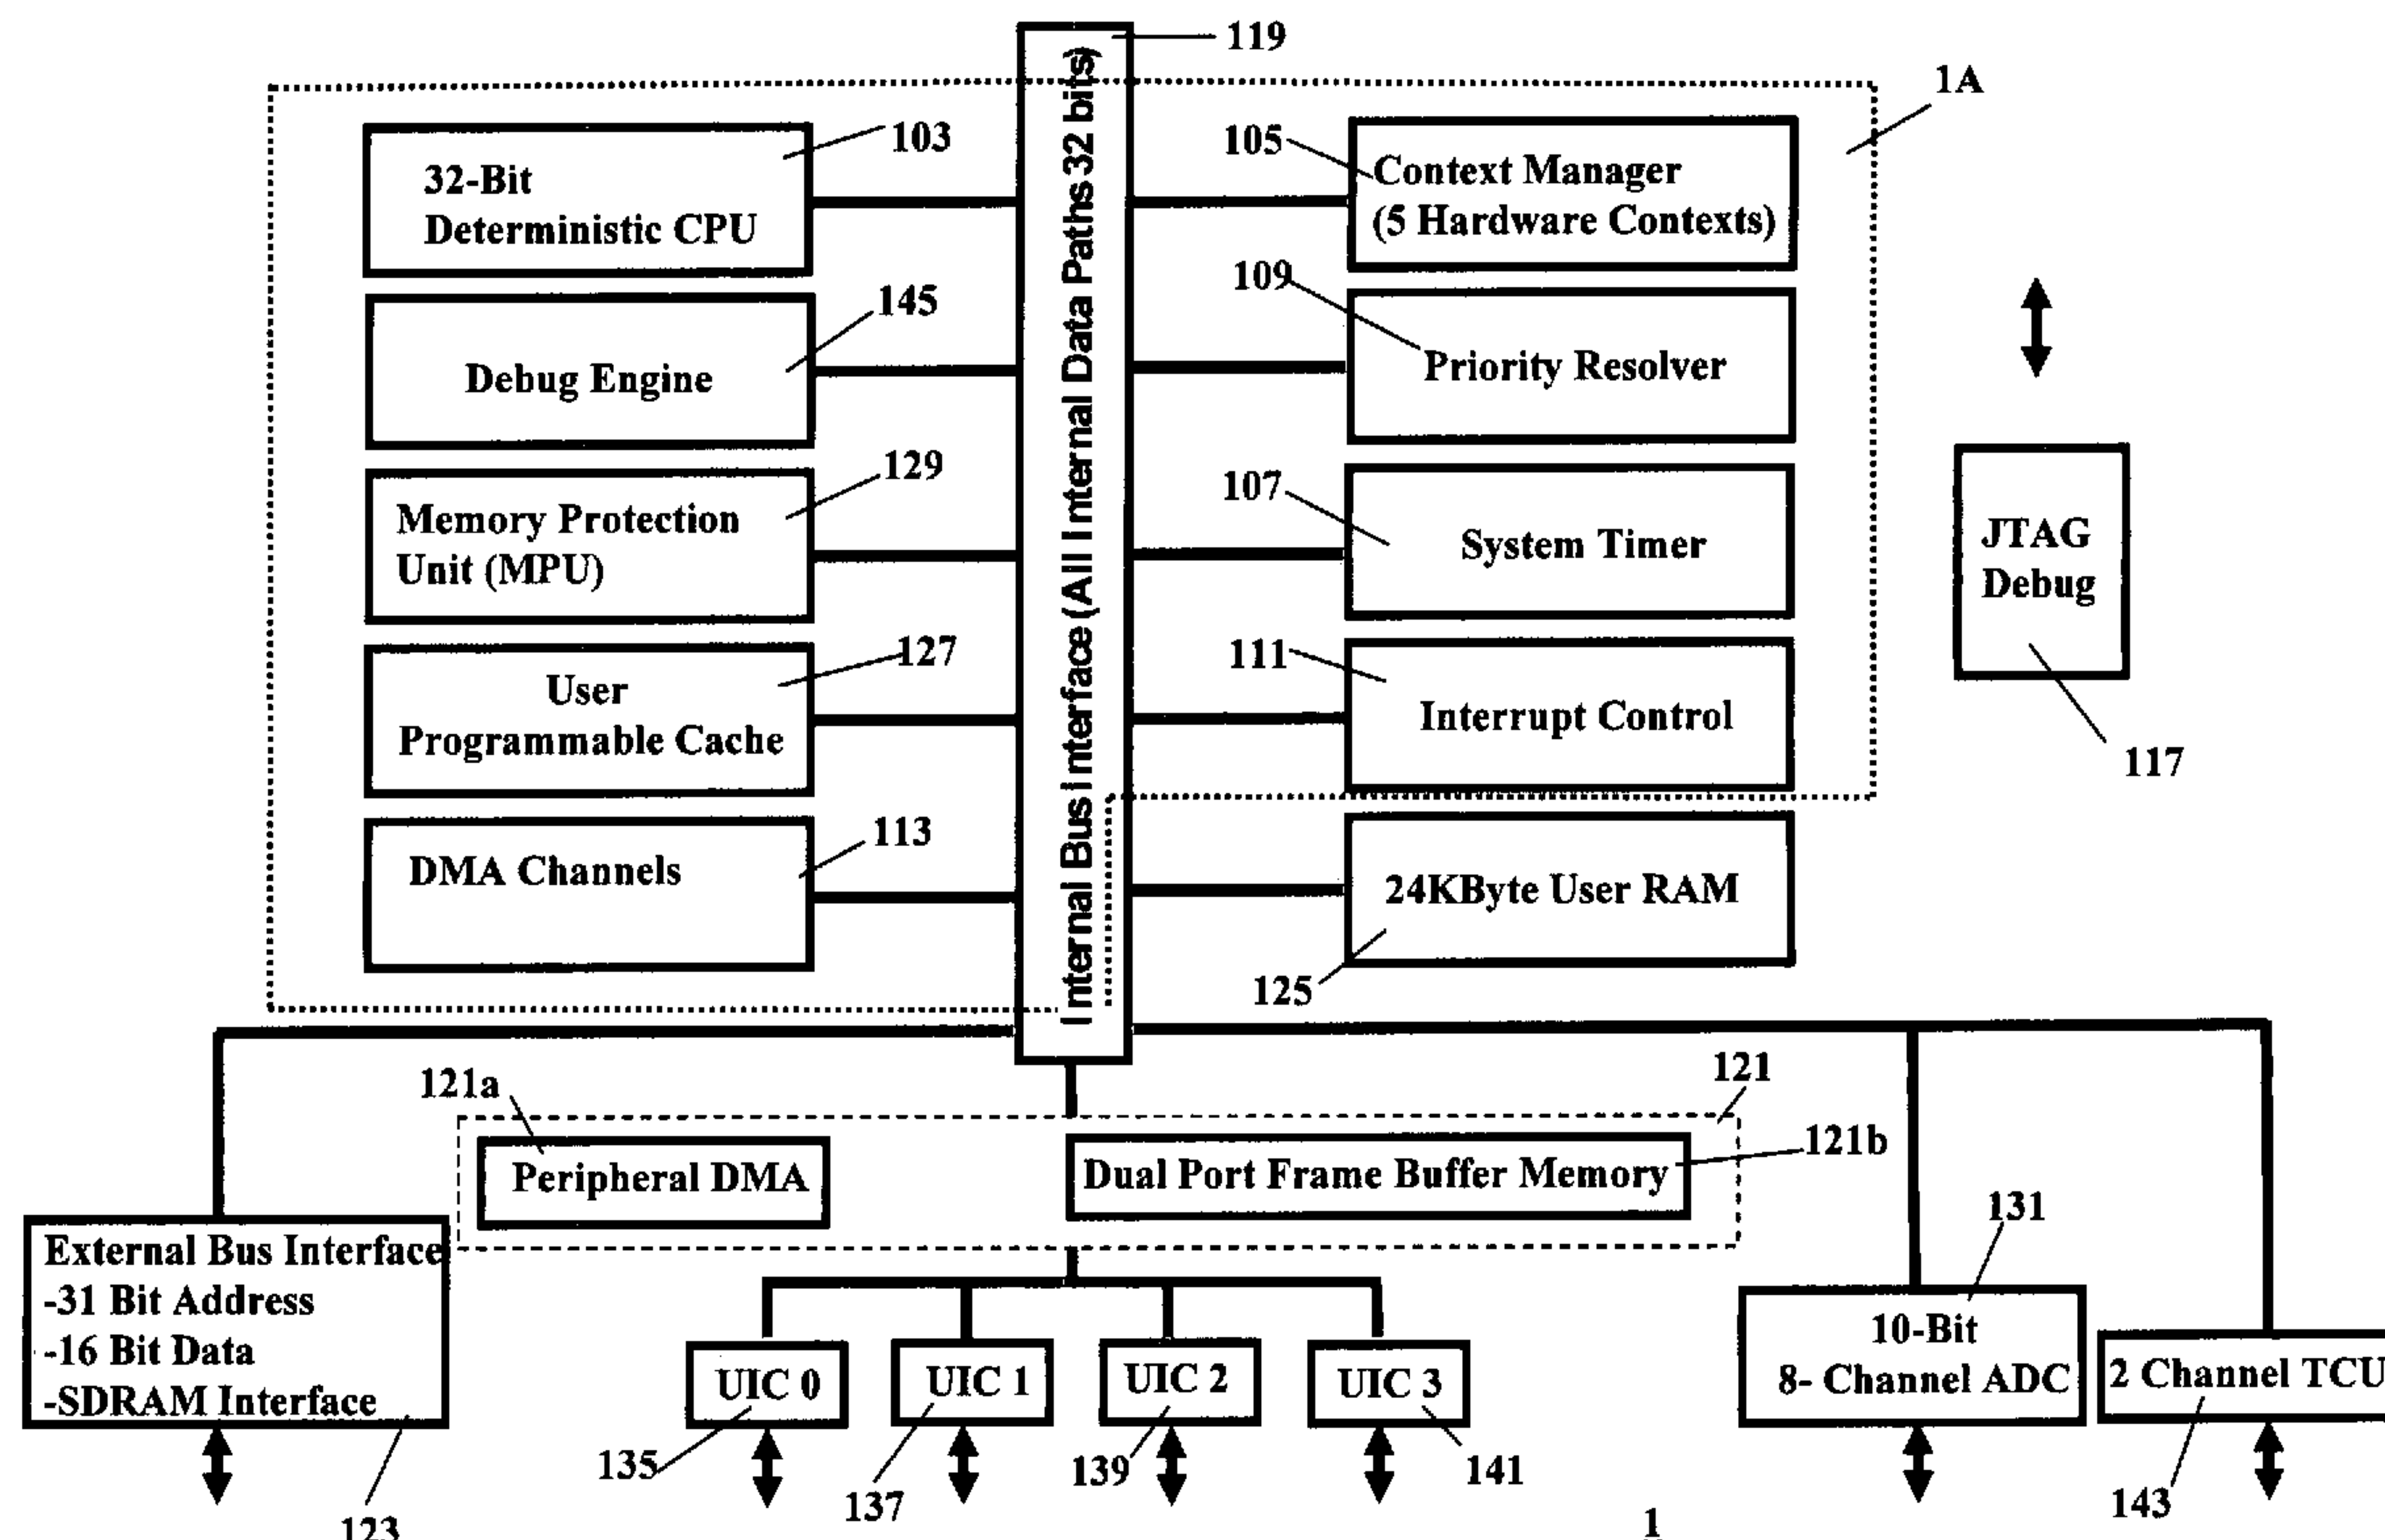 119
1A
103
32-Bit
Deterministic CPU
105
Context Manager
(5 Hardware Contexts)
145
Debug Engine
109
Priority Resolver
129
Memory Protection
Unit (MPU)
107
System Timer
JTAG
Debug
117
127
User
Programmable Cache
111
Interrupt Control
113
DMA Channels
24KByte User RAM
125
Internal Bus interface (All Internal Data Paths 32 bits)
121a
121
Peripheral DMA
Dual Port Frame Buffer Memory
121b
External Bus Interface
-31 Bit Address
-16 Bit Data
-SDRAM Interface
123
UIC 0
UIC 1
UIC 2
UIC 3
135
137
139
141
131
10-Bit
8- Channel ADC
2 Channel TCU
143
1